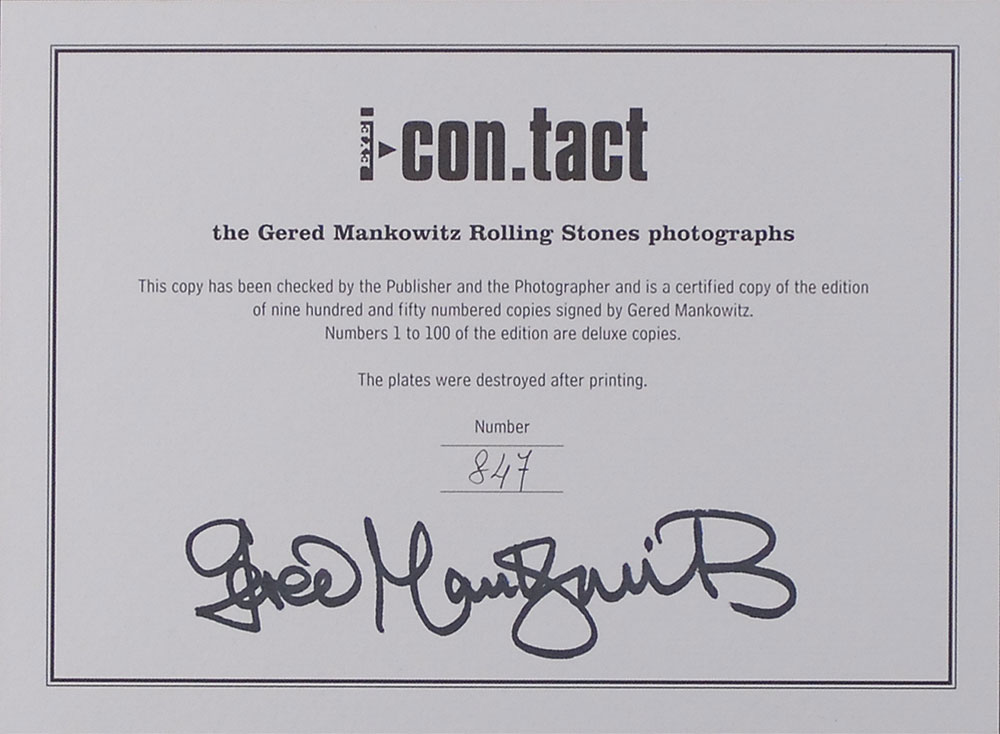 i-con.tact
the Gered Mankowitz Rolling Stones photographs
This copy has been checked by the Publisher and the Photographer and is a certified copy of the edition
of nine hundred and fifty numbered copies signed by Gered Mankowitz.
Numbers 1 to 100 of the edition are deluxe copies.
The plates were destroyed after printing.
Number
847
Gered Mankowitz